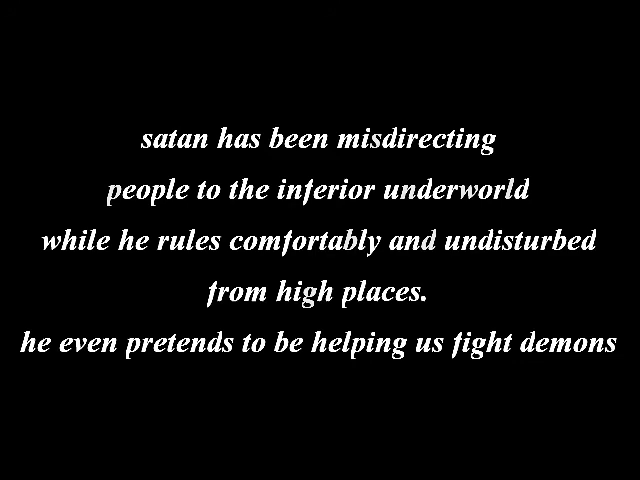 satan has been misdirecting
people to the inferior underworld
while he rules comfortably and undisturbed
from high places.
he even pretends to be helping us fight demons